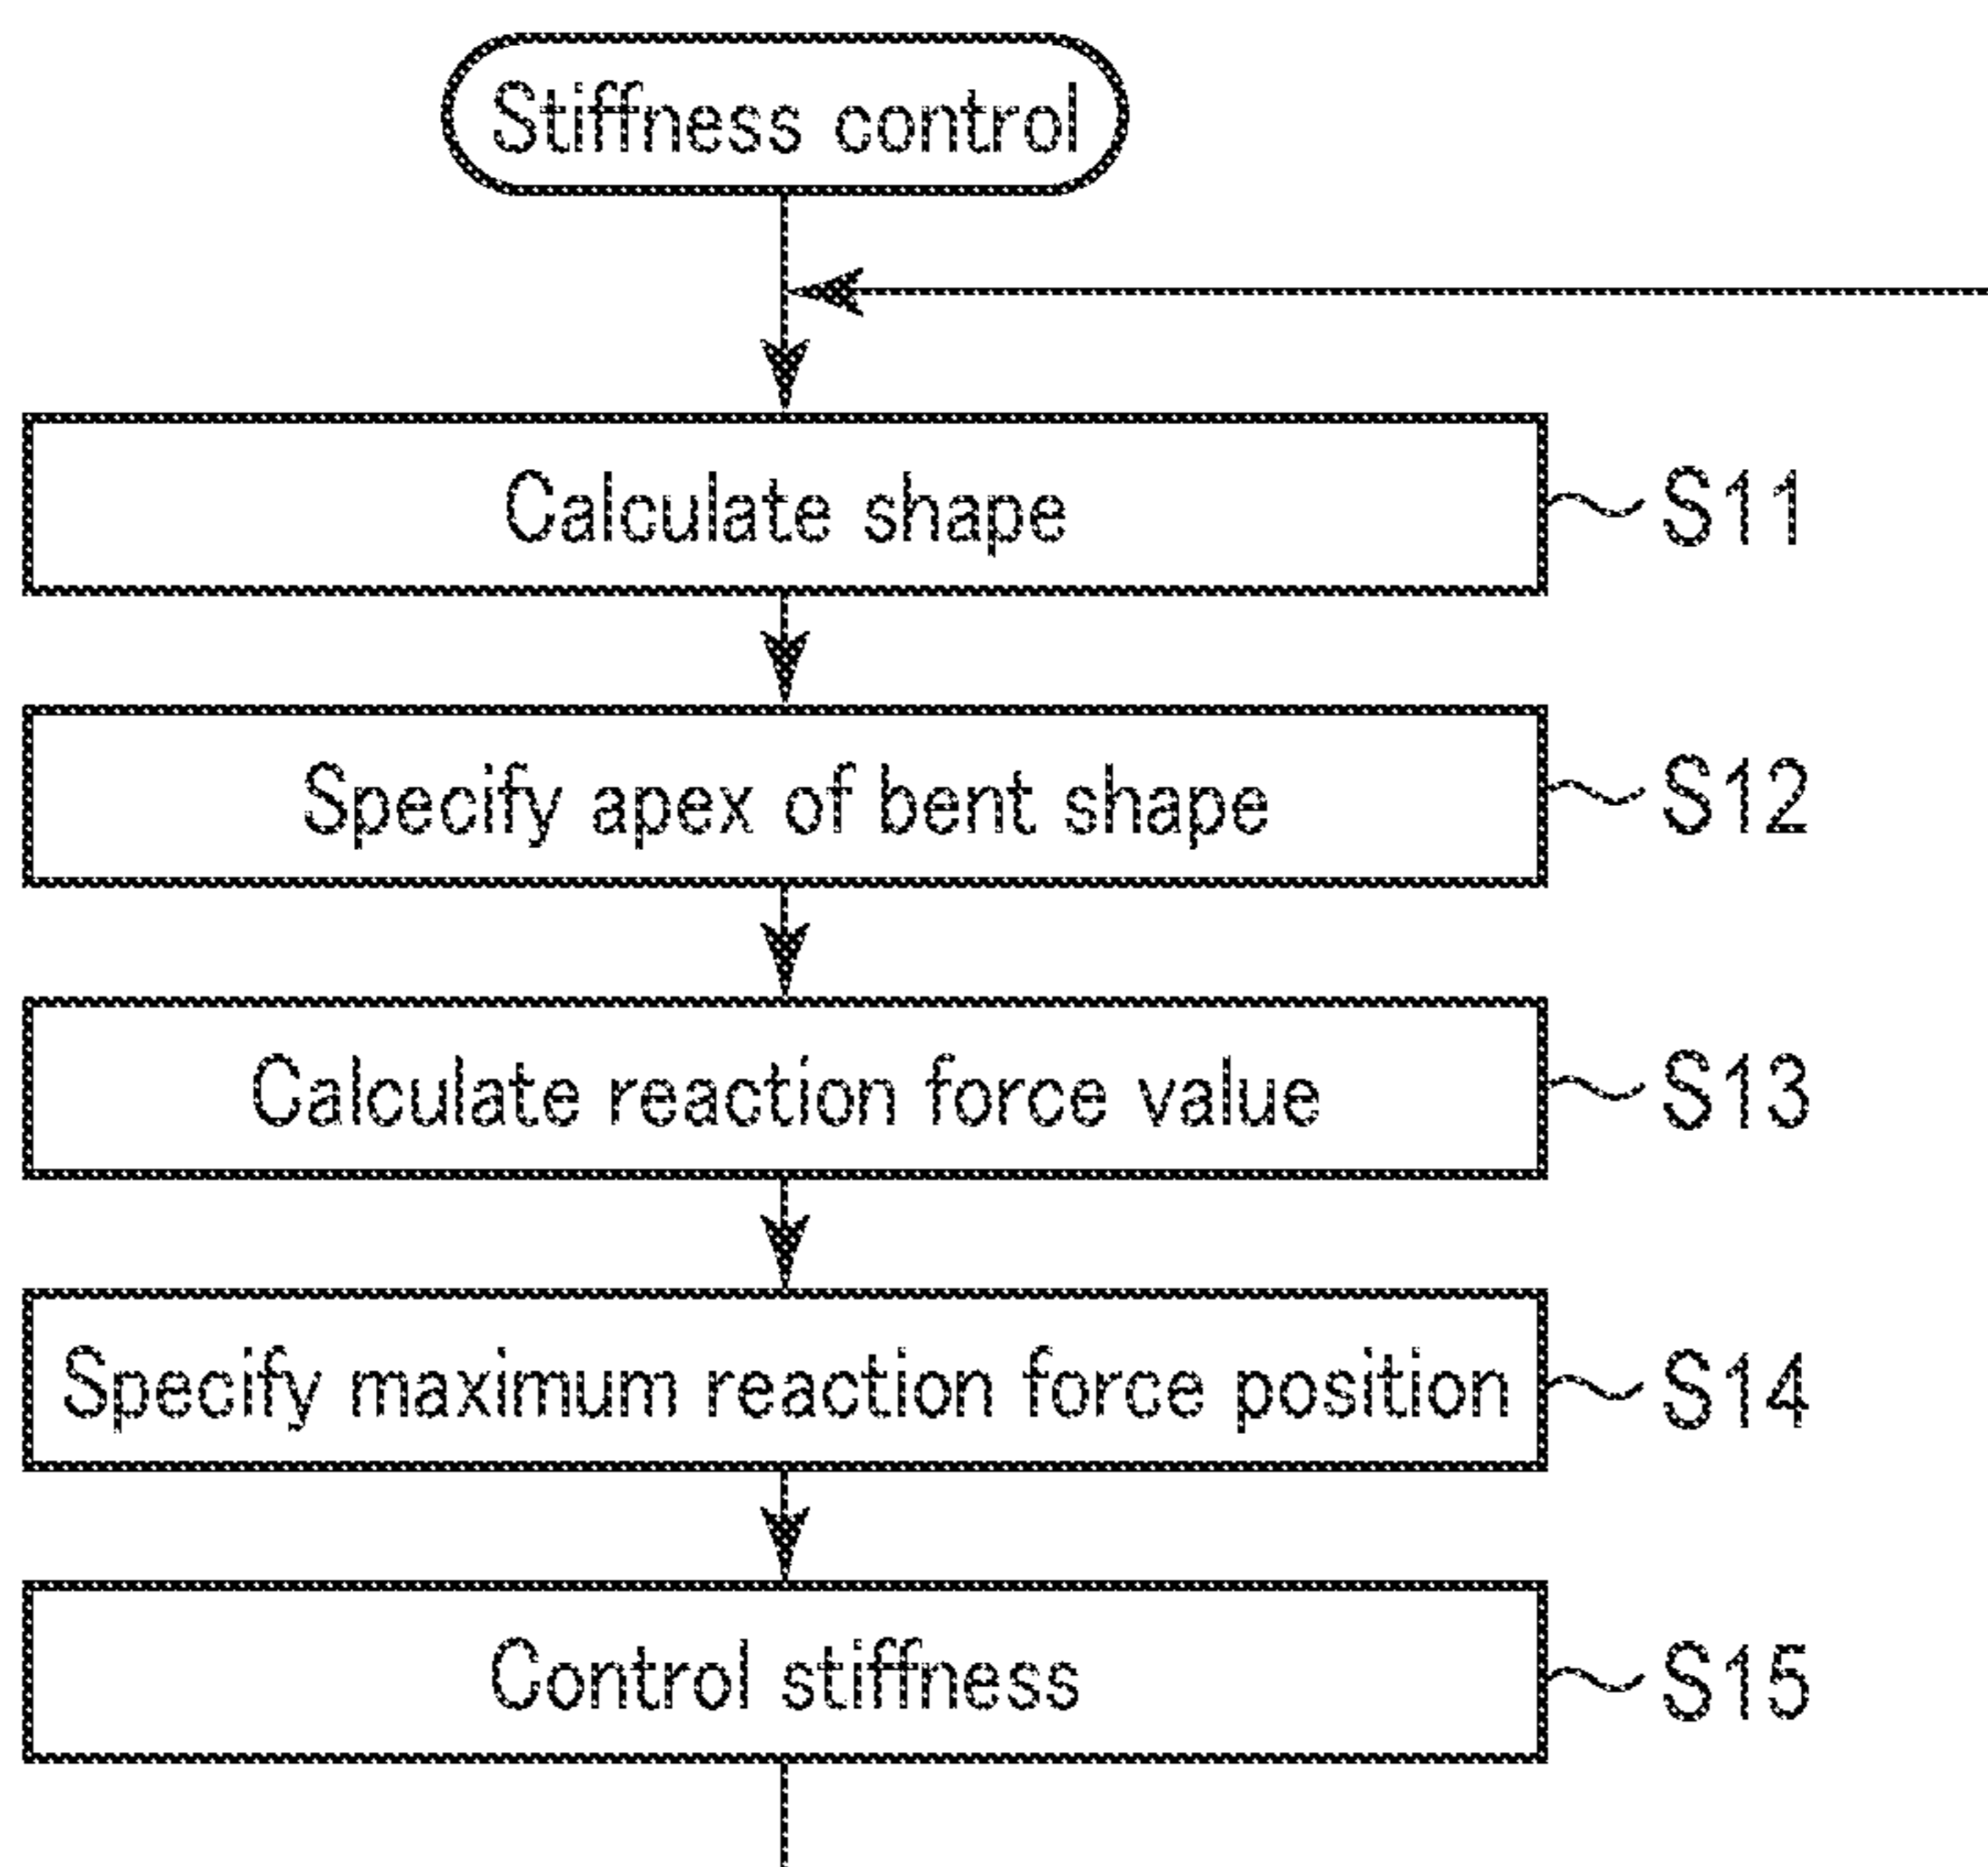 Stiffness control
Calculate shape
S11
Specify apex of bent shape
S12
Calculate reaction force value
S13
Specify maximum reaction force position
S14
Control stiffness
S15